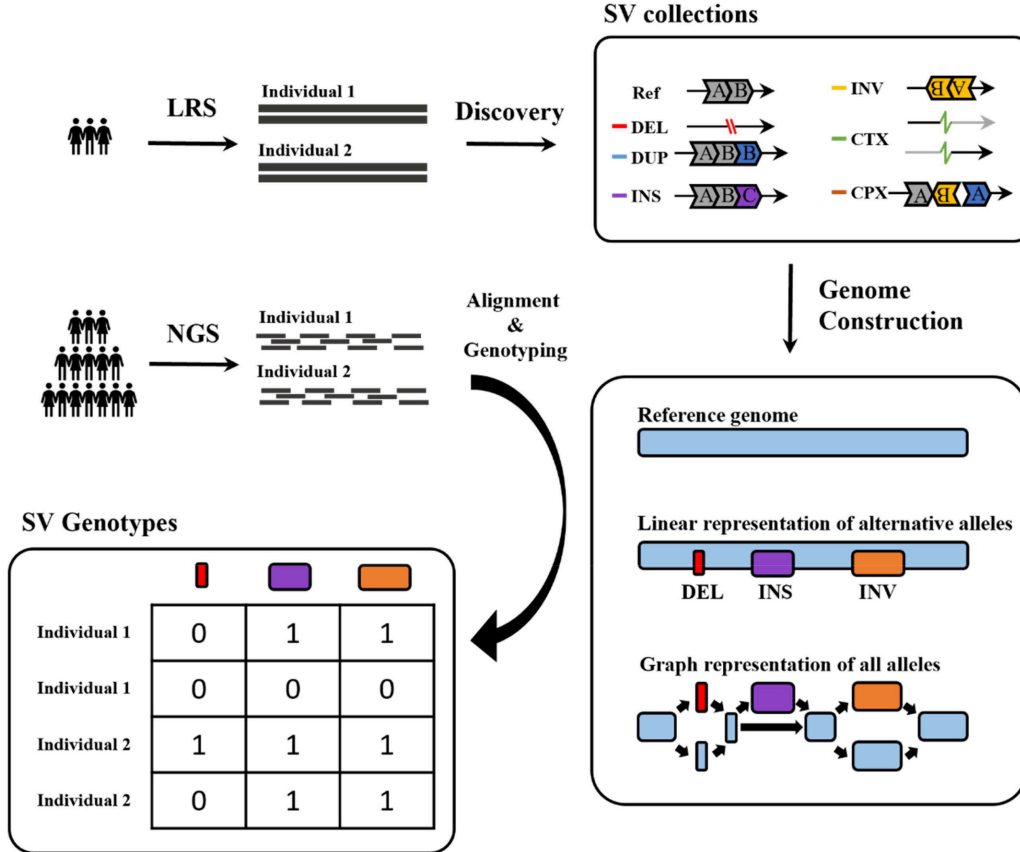 SV collections
LRS
Individual 1
Individual 2
Discovery
Ref
A B
DEL
DUP
A B B
INS
A B C
INV
B A
CTX
CPX
A B A
NGS
Individual 1
Individual 2
Alignment
&
Genotyping
Genome
Construction
Reference genome
Linear representation of alternative alleles
DEL INS INV
Graph representation of all alleles
SV Genotypes
Individual 1 0 1 1
Individual 1 0 0 0
Individual 2 1 1 1
Individual 2 0 1 1